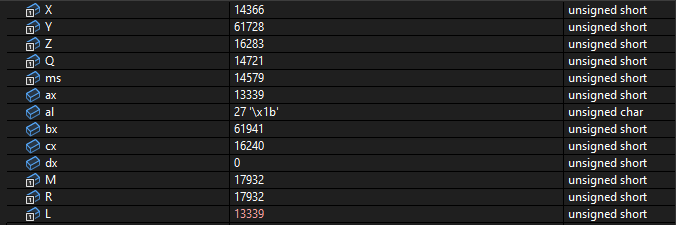 X 14366 unsigned short
Y 61728 unsigned short
Z 16283 unsigned short
Q 14721 unsigned short
ms 14579 unsigned short
ax 13339 unsigned short
al 27 '\x1b' unsigned char
bx 61941 unsigned short
cx 16240 unsigned short
dx 0 unsigned short
M 17932 unsigned short
R 17932 unsigned short
L 13339 unsigned short